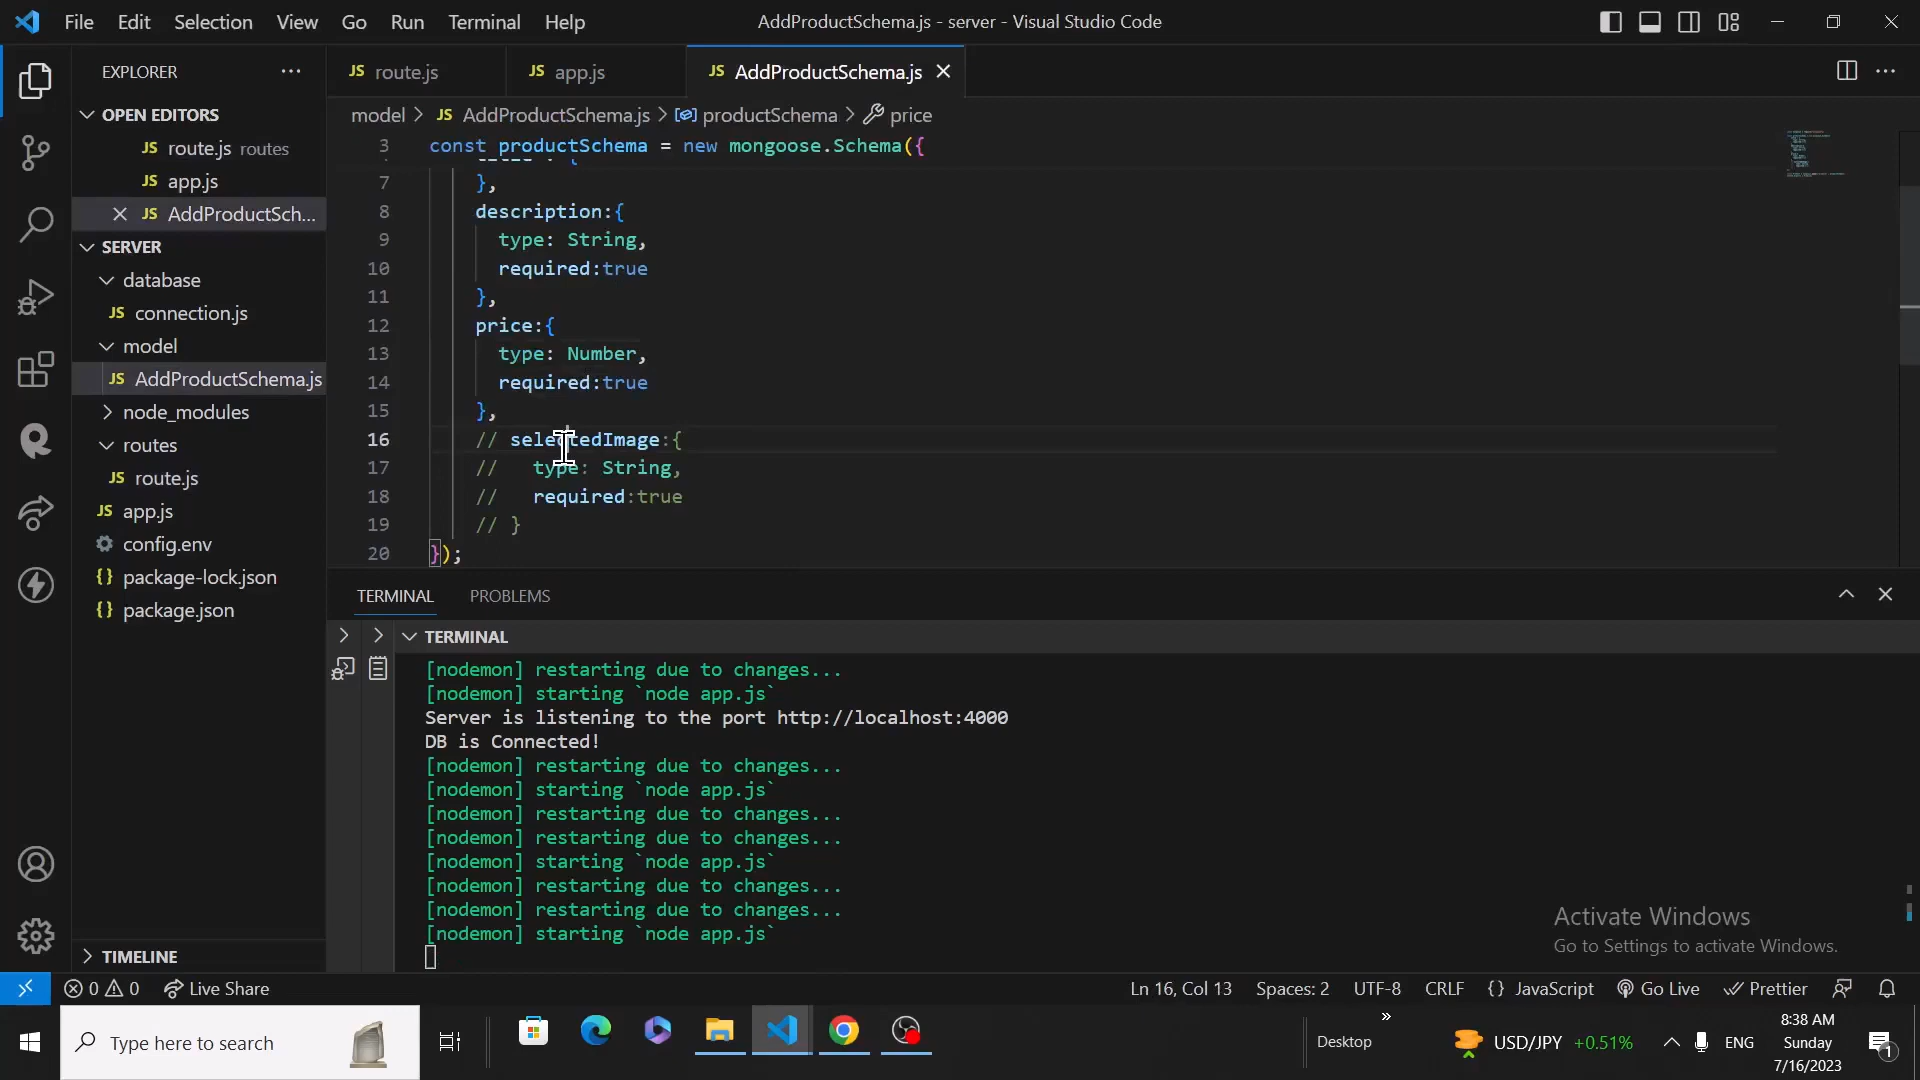 File Edit Selection View Go Run Terminal Help
AddProductSchema.js - server - Visual Studio Code
EXPLORER
OPEN EDITORS
JS route.js routes
JS app.js
JS AddProductSch...
SERVER
database
JS connection.js
model
JS AddProductSchema.js
node_modules
routes
JS route.js
JS app.js
config.env
{} package-lock.json
{} package.json
TIMELINE
JS route.js
JS app.js
JS AddProductSchema.js
model > JS AddProductSchema.js > productSchema > price
3 const productSchema = new mongoose.Schema({
7 },
8 description:{
9 type: String,
10 required:true
11 },
12 price:{
13 type: Number,
14 required:true
15 },
16 // selectedImage:{
17 // type: String,
18 // required:true
19 // }
20 });
TERMINAL PROBLEMS
TERMINAL
[nodemon] restarting due to changes...
[nodemon] starting `node app.js`
Server is listening to the port http://localhost:4000
DB is Connected!
[nodemon] restarting due to changes...
[nodemon] starting `node app.js`
[nodemon] restarting due to changes...
[nodemon] restarting due to changes...
[nodemon] starting `node app.js`
[nodemon] restarting due to changes...
[nodemon] restarting due to changes...
[nodemon] starting `node app.js`
Activate Windows
Go to Settings to activate Windows.
0 0 Live Share
Ln 16, Col 13 Spaces: 2 UTF-8 CRLF {} JavaScript Go Live Prettier
Type here to search
Desktop
USD/JPY +0.51%
ENG
8:38 AM
Sunday
7/16/2023
1